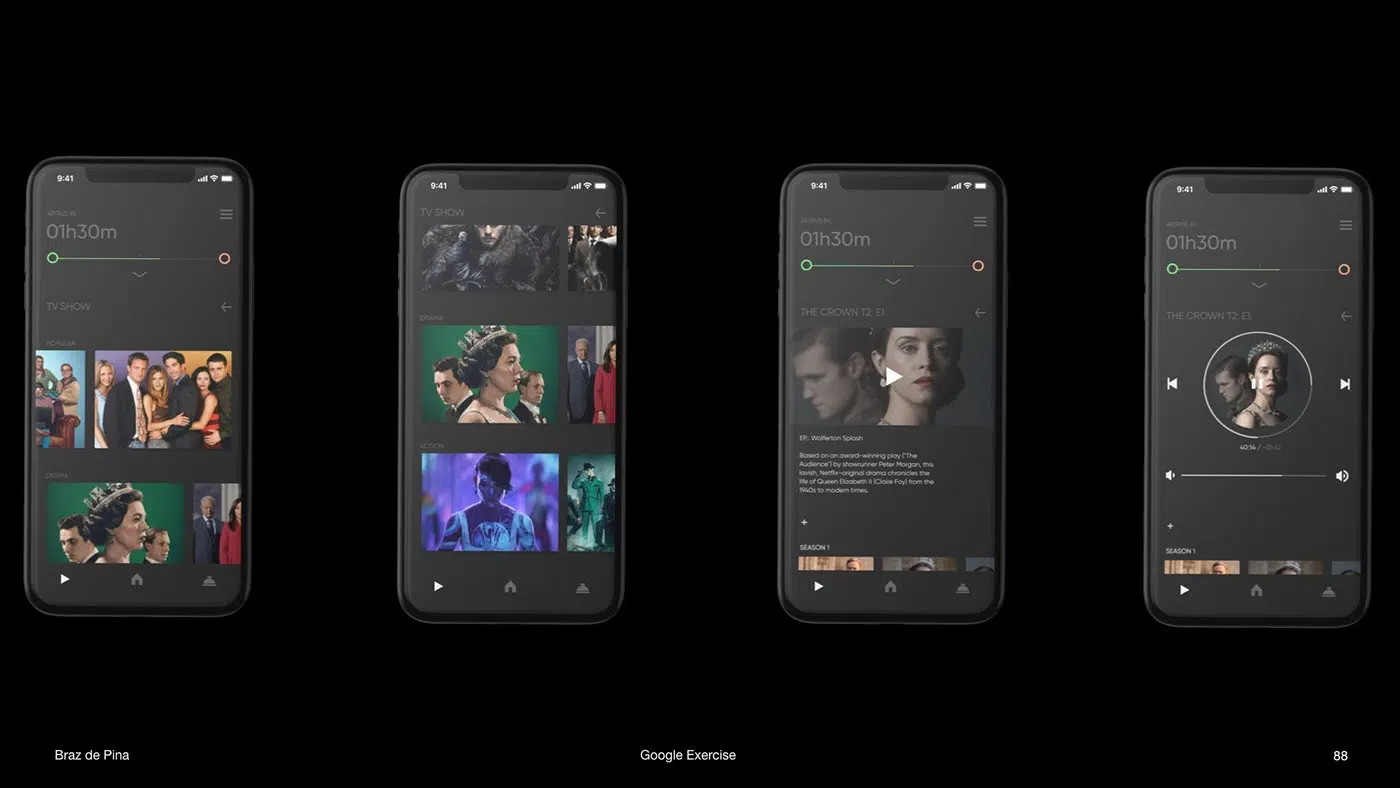 9:41
ARRIVE IN:
01h30m
TV SHOW
POPULAR
DRAMA
9:41
TV SHOW
DRAMA
ACTION
9:41
ARRIVE IN:
01h30m
THE CROWN T2: E1
EP.: Wolferton Splash
Based on an award-winning play ("The
Audience") by showrunner Peter Morgan, this
lavish, Netflix-original drama chronicles the
life of Queen Elizabeth II (Claire Foy) from the
1940s to modern times.
+
SEASON 1
9:41
ARRIVE IN:
01h30m
THE CROWN T2: E1
40:14 / -01:42
+
SEASON 1
Braz de Pina
Google Exercise
88